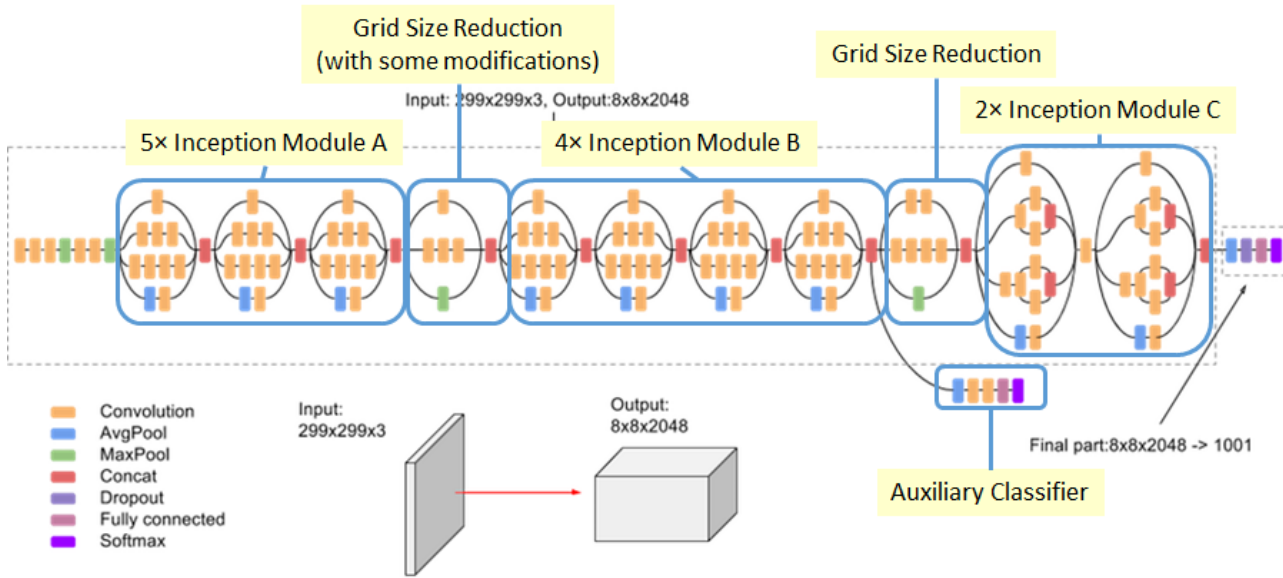 Grid Size Reduction
(with some modifications)
Grid Size Reduction
Input: 299x299x3, Output:8x8x2048
5× Inception Module A
4× Inception Module B
2× Inception Module C
Convolution
AvgPool
MaxPool
Concat
Dropout
Fully connected
Softmax
Input:
299x299x3
Output:
8x8x2048
Final part:8x8x2048 -> 1001
Auxiliary Classifier